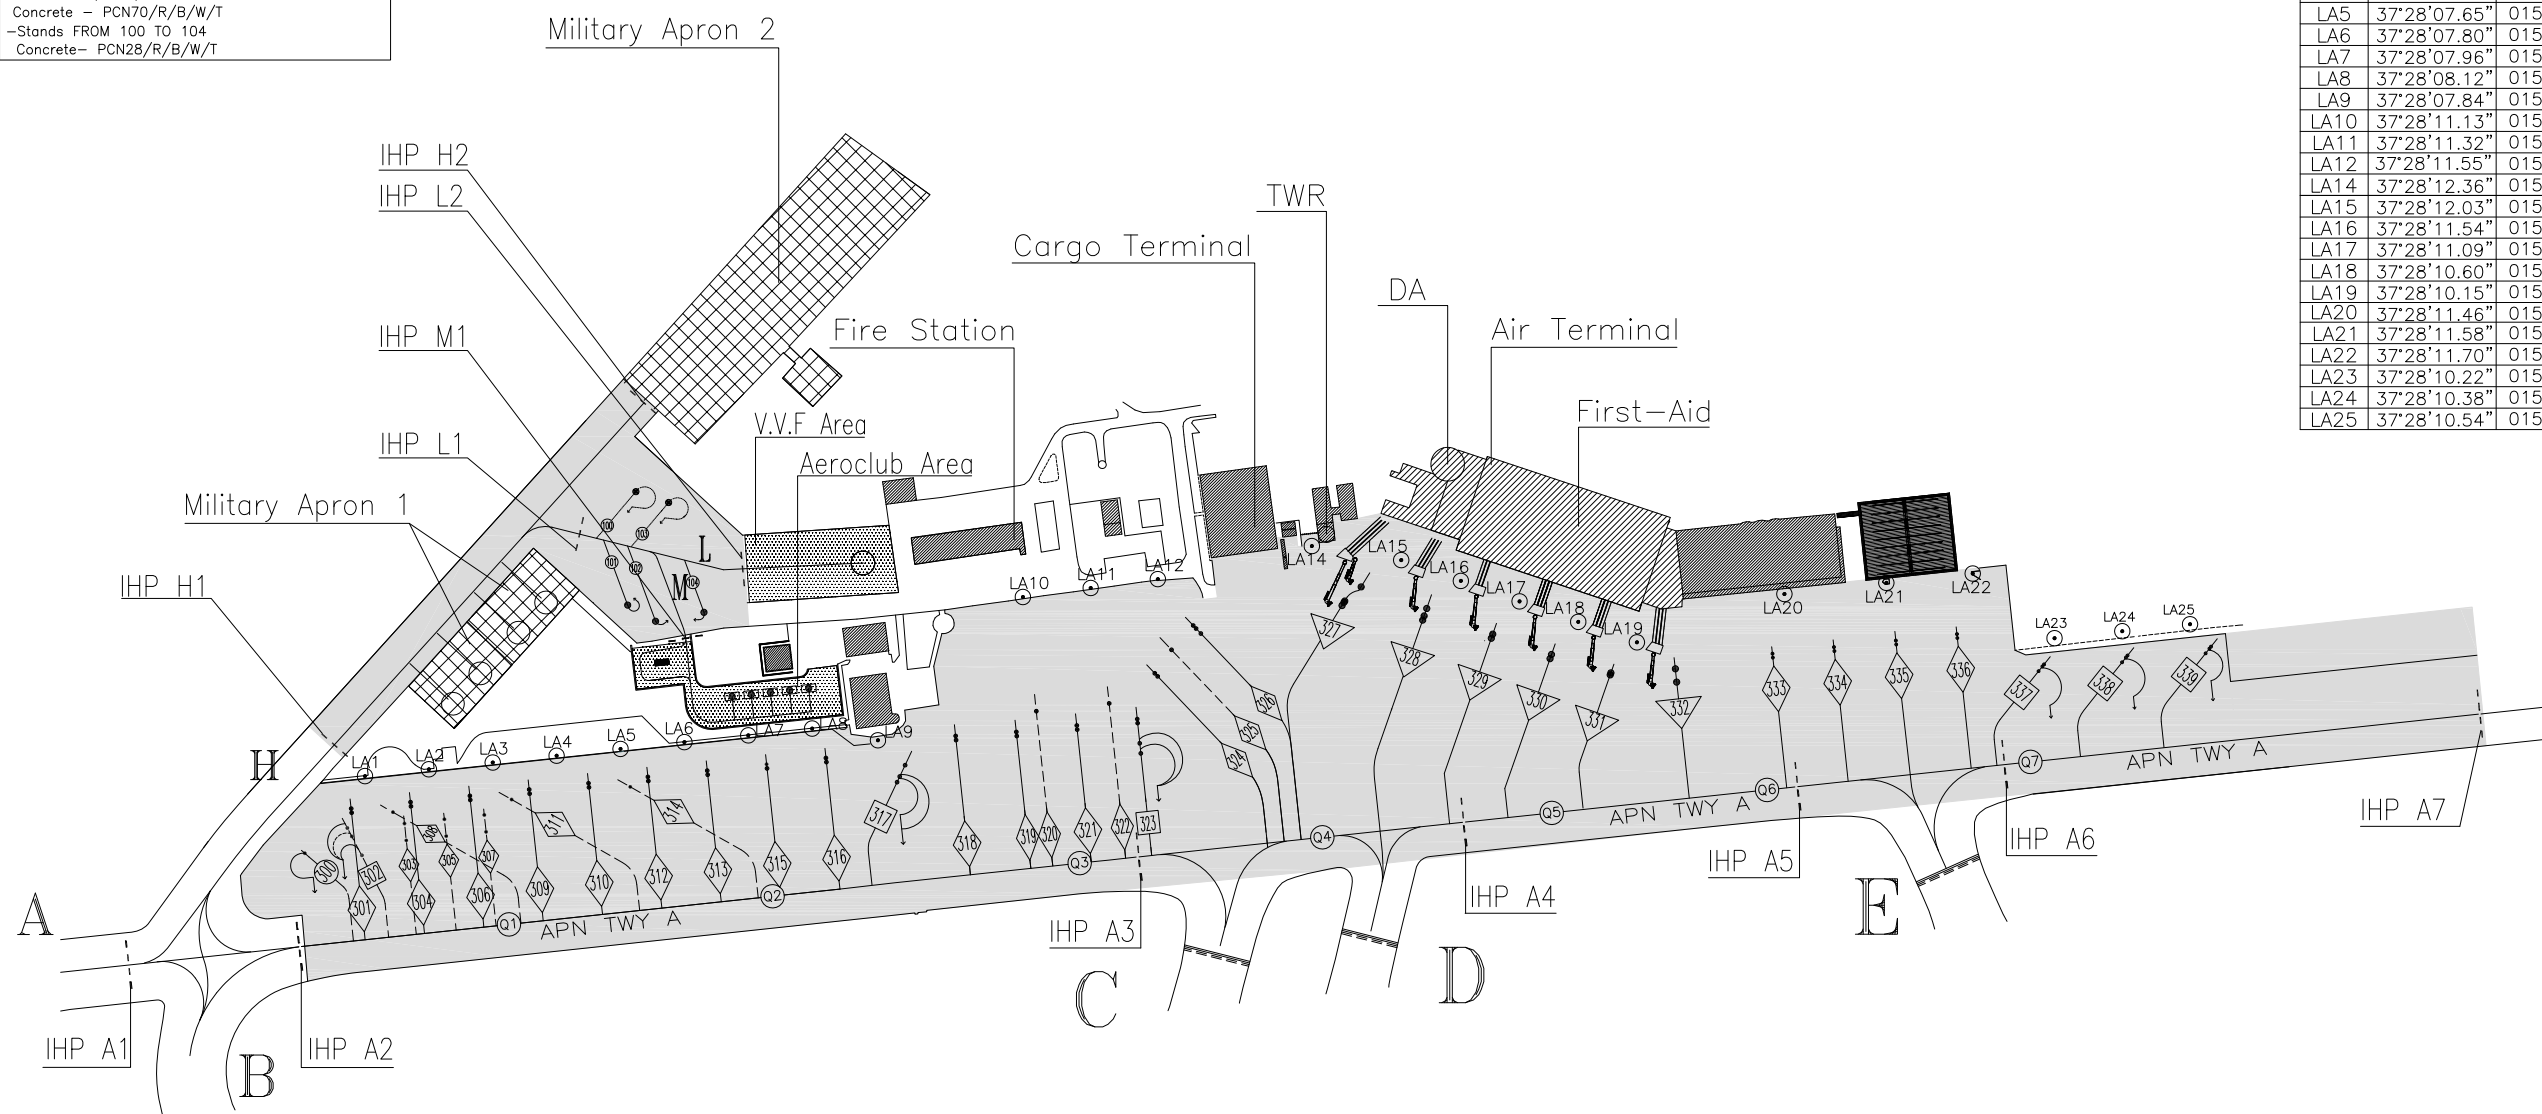 Concrete – PCN70/R/B/W/T
–Stands FROM 100 TO 104
Concrete– PCN28/R/B/W/T
LA5 37°28'07.65" 015
LA6 37°28'07.80" 015
LA7 37°28'07.96" 015
LA8 37°28'08.12" 015
LA9 37°28'07.84" 015
LA10 37°28'11.13" 015
LA11 37°28'11.32" 015
LA12 37°28'11.55" 015
LA14 37°28'12.36" 015
LA15 37°28'12.03" 015
LA16 37°28'11.54" 015
LA17 37°28'11.09" 015
LA18 37°28'10.60" 015
LA19 37°28'10.15" 015
LA20 37°28'11.46" 015
LA21 37°28'11.58" 015
LA22 37°28'11.70" 015
LA23 37°28'10.22" 015
LA24 37°28'10.38" 015
LA25 37°28'10.54" 015
Military Apron 2
IHP H2
IHP L2
TWR
Cargo Terminal
DA
Fire Station
Air Terminal
IHP M1
First–Aid
V.V.F Area
IHP L1
Aeroclub Area
Military Apron 1
IHP H1
100
103
101
102
104
L
M
H
LA1
LA2
LA3
LA4
LA5
LA6
LA7
LA8
LA9
LA10
LA11
LA12
LA14
LA15
LA16
LA17
LA18
LA19
LA20
LA21
LA22
LA23
LA24
LA25
300
301
302
303
304
305
306
307
308
309
310
311
312
313
314
315
316
317
318
319
320
321
322
323
324
325
326
327
328
329
330
331
332
333
334
335
336
337
338
339
Q1
APN TWY A
Q2
Q3
Q4
Q5
APN TWY A
Q6
Q7
APN TWY A
A
B
C
D
E
IHP A1
IHP A2
IHP A3
IHP A4
IHP A5
IHP A6
IHP A7